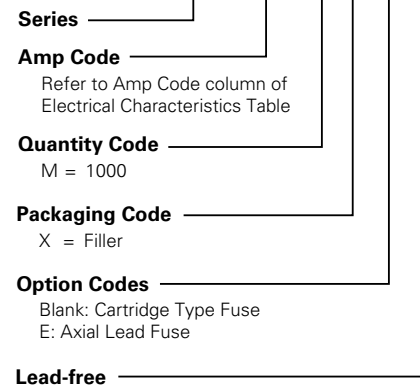 Series
Amp Code
Refer to Amp Code column of
Electrical Characteristics Table
Quantity Code
M = 1000
Packaging Code
X = Filler
Option Codes
Blank: Cartridge Type Fuse
E: Axial Lead Fuse
Lead-free